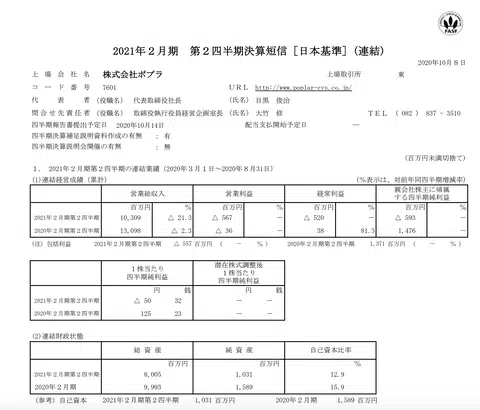 FASF
2021年2月期 第2四半期決算短信[日本基準](連結)
2020年10月8日
上場会社名 株式会社ポプラ 上場取引所 東
コード番号 7601 URL http://www.poplar-cvs.co.jp/
代表者 (役職名) 代表取締役社長 (氏名) 目黒 俊治
問合せ先責任者 (役職名) 取締役執行役員経営企画室長 (氏名) 大竹 修 TEL (082) 837-3510
四半期報告書提出予定日 2020年10月14日 配当支払開始予定日 -
四半期決算補足説明資料作成の有無 : 有
四半期決算説明会開催の有無 : 無
(百万円未満切捨て)
1. 2021年2月期第2四半期の連結業績(2020年3月1日~2020年8月31日)
(1)連結経営成績(累計) (%表示は、対前年同四半期増減率)
営業総収入 営業利益 経常利益 親会社株主に帰属する四半期純利益
百万円 % 百万円 % 百万円 % 百万円 %
2021年2月期第2四半期 10,309 △21.3 △567 - △520 - △593 -
2020年2月期第2四半期 13,098 △2.3 △36 - 38 81.3 1,476 -
(注) 包括利益 2021年2月期第2四半期 △557百万円 ( -%) 2020年2月期第2四半期 1,371百万円 ( -%)
1株当たり四半期純利益 潜在株式調整後1株当たり四半期純利益
円 銭 円 銭
2021年2月期第2四半期 △50 32 - -
2020年2月期第2四半期 125 23 - -
(2)連結財政状態
総資産 純資産 自己資本比率
百万円 百万円 %
2021年2月期第2四半期 8,005 1,031 12.9
2020年2月期 9,993 1,589 15.9
(参考) 自己資本 2021年2月期第2四半期 1,031百万円 2020年2月期 1,589百万円